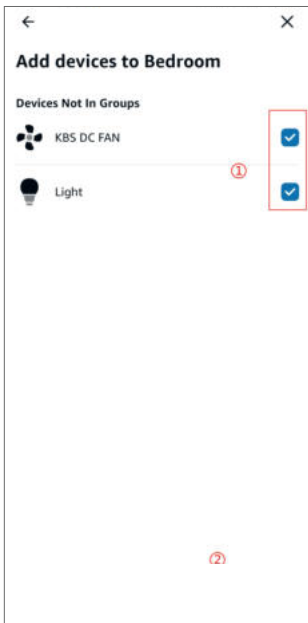 Add devices to Bedroom
Devices Not In Groups
KBS DC FAN
①
Light
②